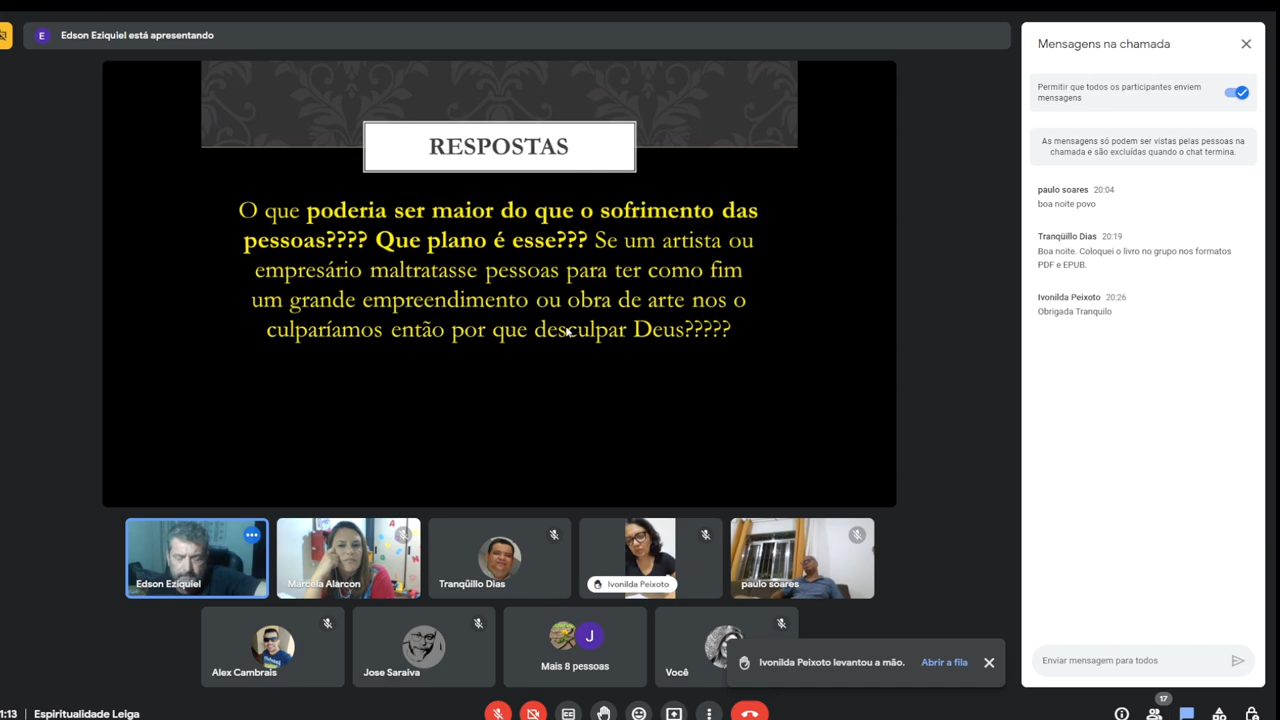 Edson Eziquiel está apresentando
E
RESPOSTAS
O que poderia ser maior do que o sofrimento das
pessoas???? Que plano é esse??? Se um artista ou
empresário maltratasse pessoas para ter como fim
um grande empreendimento ou obra de arte nos o
culparíamos então por que desculpar Deus?????
Edson Eziquiel
Marcela Alarcon
Tranqüillo Dias
Ivonilda Peixoto
paulo soares
Alex Cambrais
Jose Saraiva
J
Mais 8 pessoas
Você
Ivonilda Peixoto levantou a mão.
Abrir a fila
Mensagens na chamada
Permitir que todos os participantes enviem
mensagens
As mensagens só podem ser vistas pelas pessoas na
chamada e são excluídas quando o chat termina.
paulo soares 20:04
boa noite povo
Tranqüillo Dias 20:19
Boa noite. Coloquei o livro no grupo nos formatos
PDF e EPUB.
Ivonilda Peixoto 20:26
Obrigada Tranquilo
Enviar mensagem para todos
1:13 | Espiritualidade Leiga
17